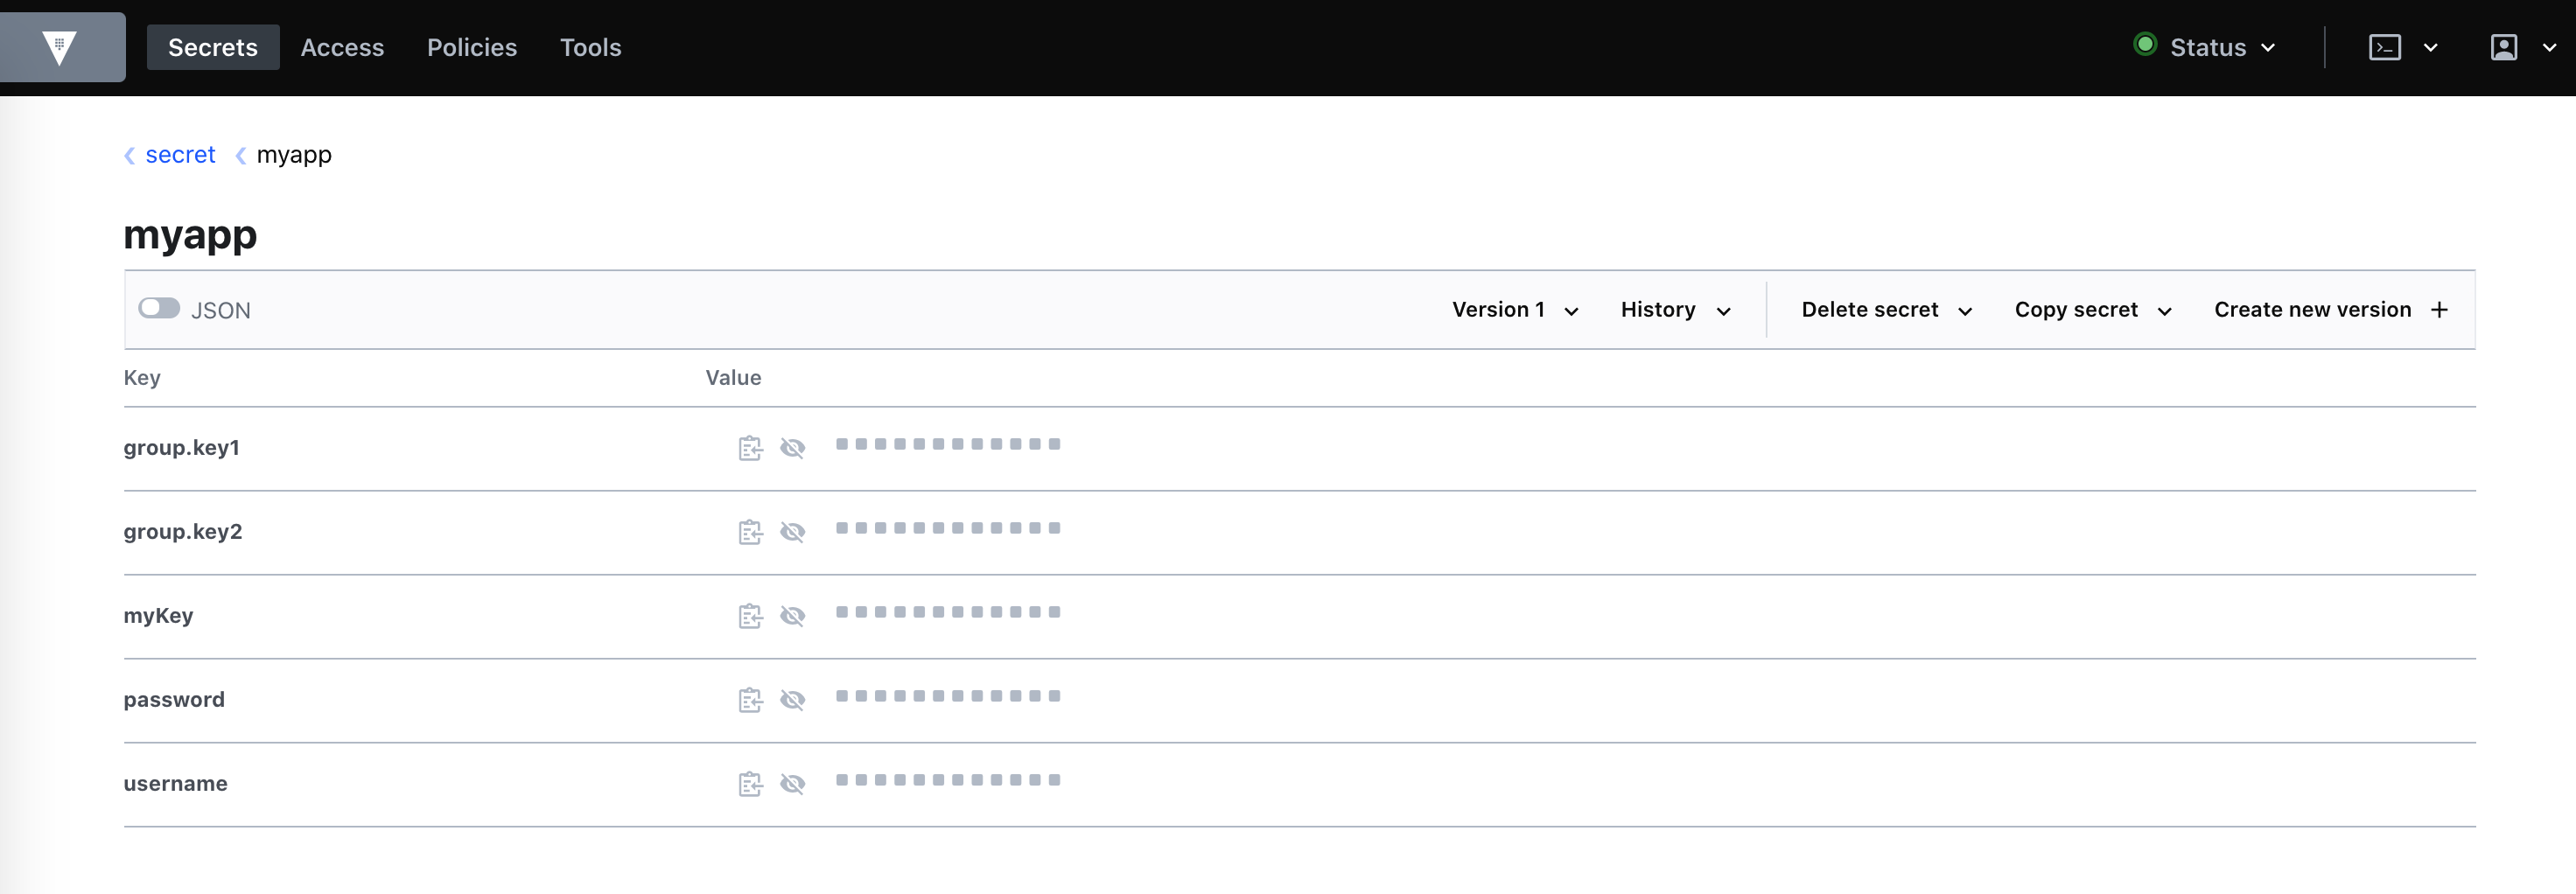 Secrets Access Policies Tools Status
secret myapp
myapp
JSON Version 1 History Delete secret Copy secret Create new version
Key Value
group.key1
group.key2
myKey
password
username